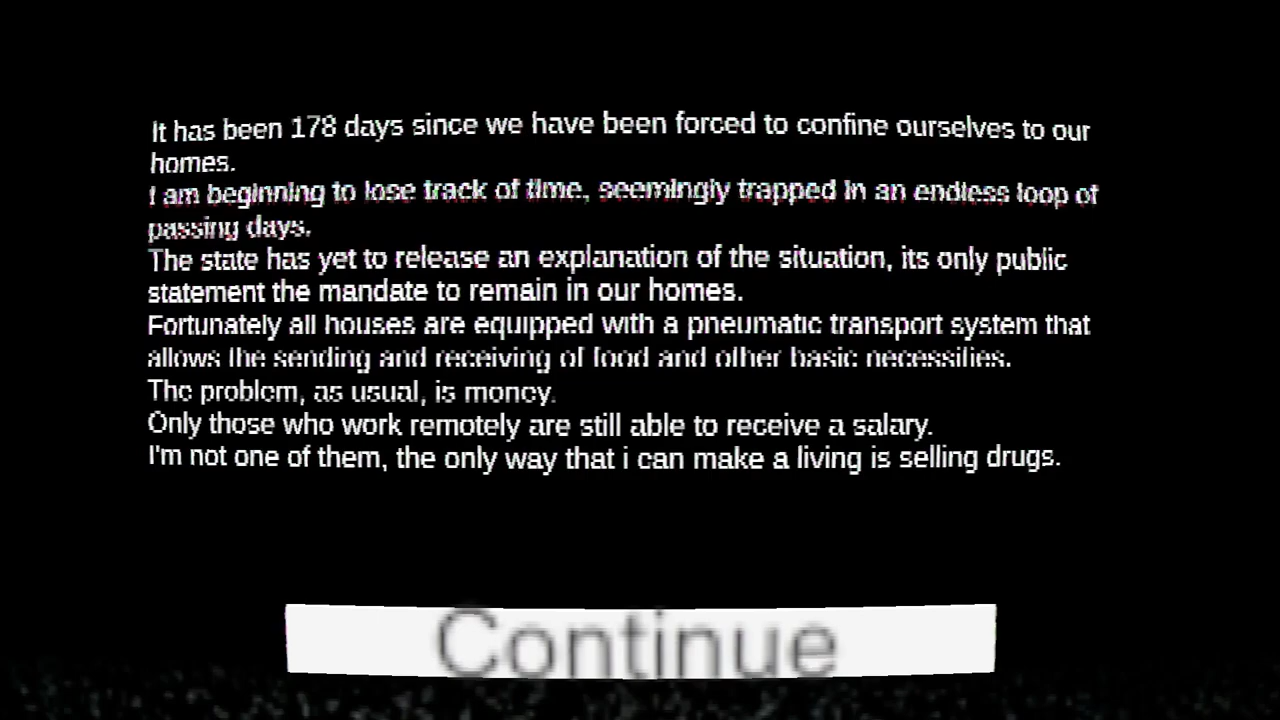 It has been 178 days since we have been forced to confine ourselves to our
homes.
I am beginning to lose track of time, seemingly trapped in an endless loop of
passing days.
The state has yet to release an explanation of the situation, its only public
statement the mandate to remain in our homes.
Fortunately all houses are equipped with a pneumatic transport system that
allows the sending and receiving of food and other basic necessities.
The problem, as usual, is money.
Only those who work remotely are still able to receive a salary.
I'm not one of them, the only way that i can make a living is selling drugs.
Continue